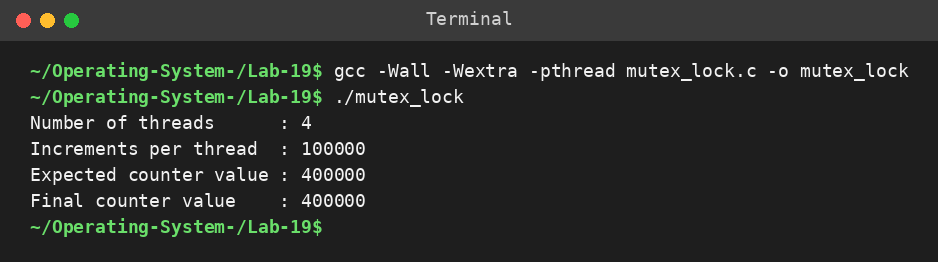 Terminal
~/Operating-System-/Lab-19$ gcc -Wall -Wextra -pthread mutex_lock.c -o mutex_lock
~/Operating-System-/Lab-19$ ./mutex_lock
Number of threads      : 4
Increments per thread  : 100000
Expected counter value : 400000
Final counter value    : 400000
~/Operating-System-/Lab-19$